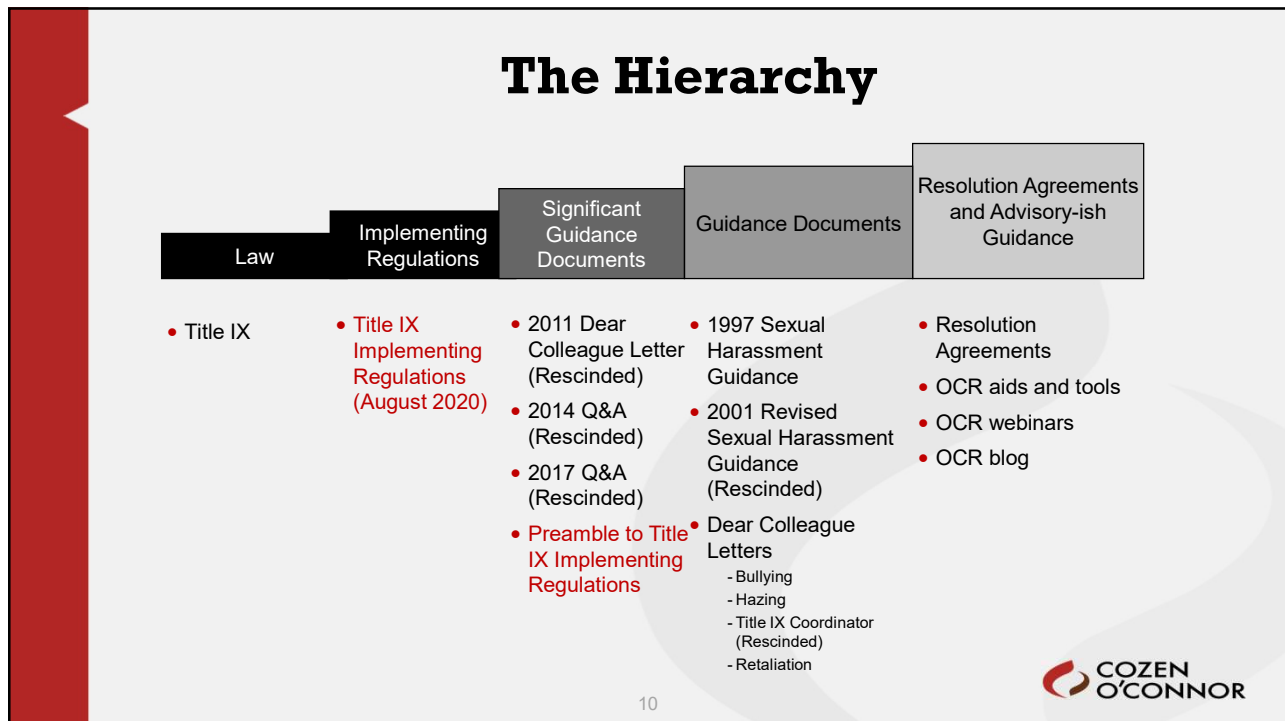 The Hierarchy
Law
Implementing
Regulations
Significant
Guidance
Documents
Guidance Documents
Resolution Agreements
and Advisory-ish
Guidance
• Title IX
• Title IX
Implementing
Regulations
(August 2020)
• 2011 Dear
Colleague Letter
(Rescinded)
• 2014 Q&A
(Rescinded)
• 2017 Q&A
(Rescinded)
• Preamble to Title
IX Implementing
Regulations
• 1997 Sexual
Harassment
Guidance
• 2001 Revised
Sexual Harassment
Guidance
(Rescinded)
• Dear Colleague
Letters
- Bullying
- Hazing
- Title IX Coordinator
(Rescinded)
- Retaliation
• Resolution
Agreements
• OCR aids and tools
• OCR webinars
• OCR blog
10
COZEN
O'CONNOR